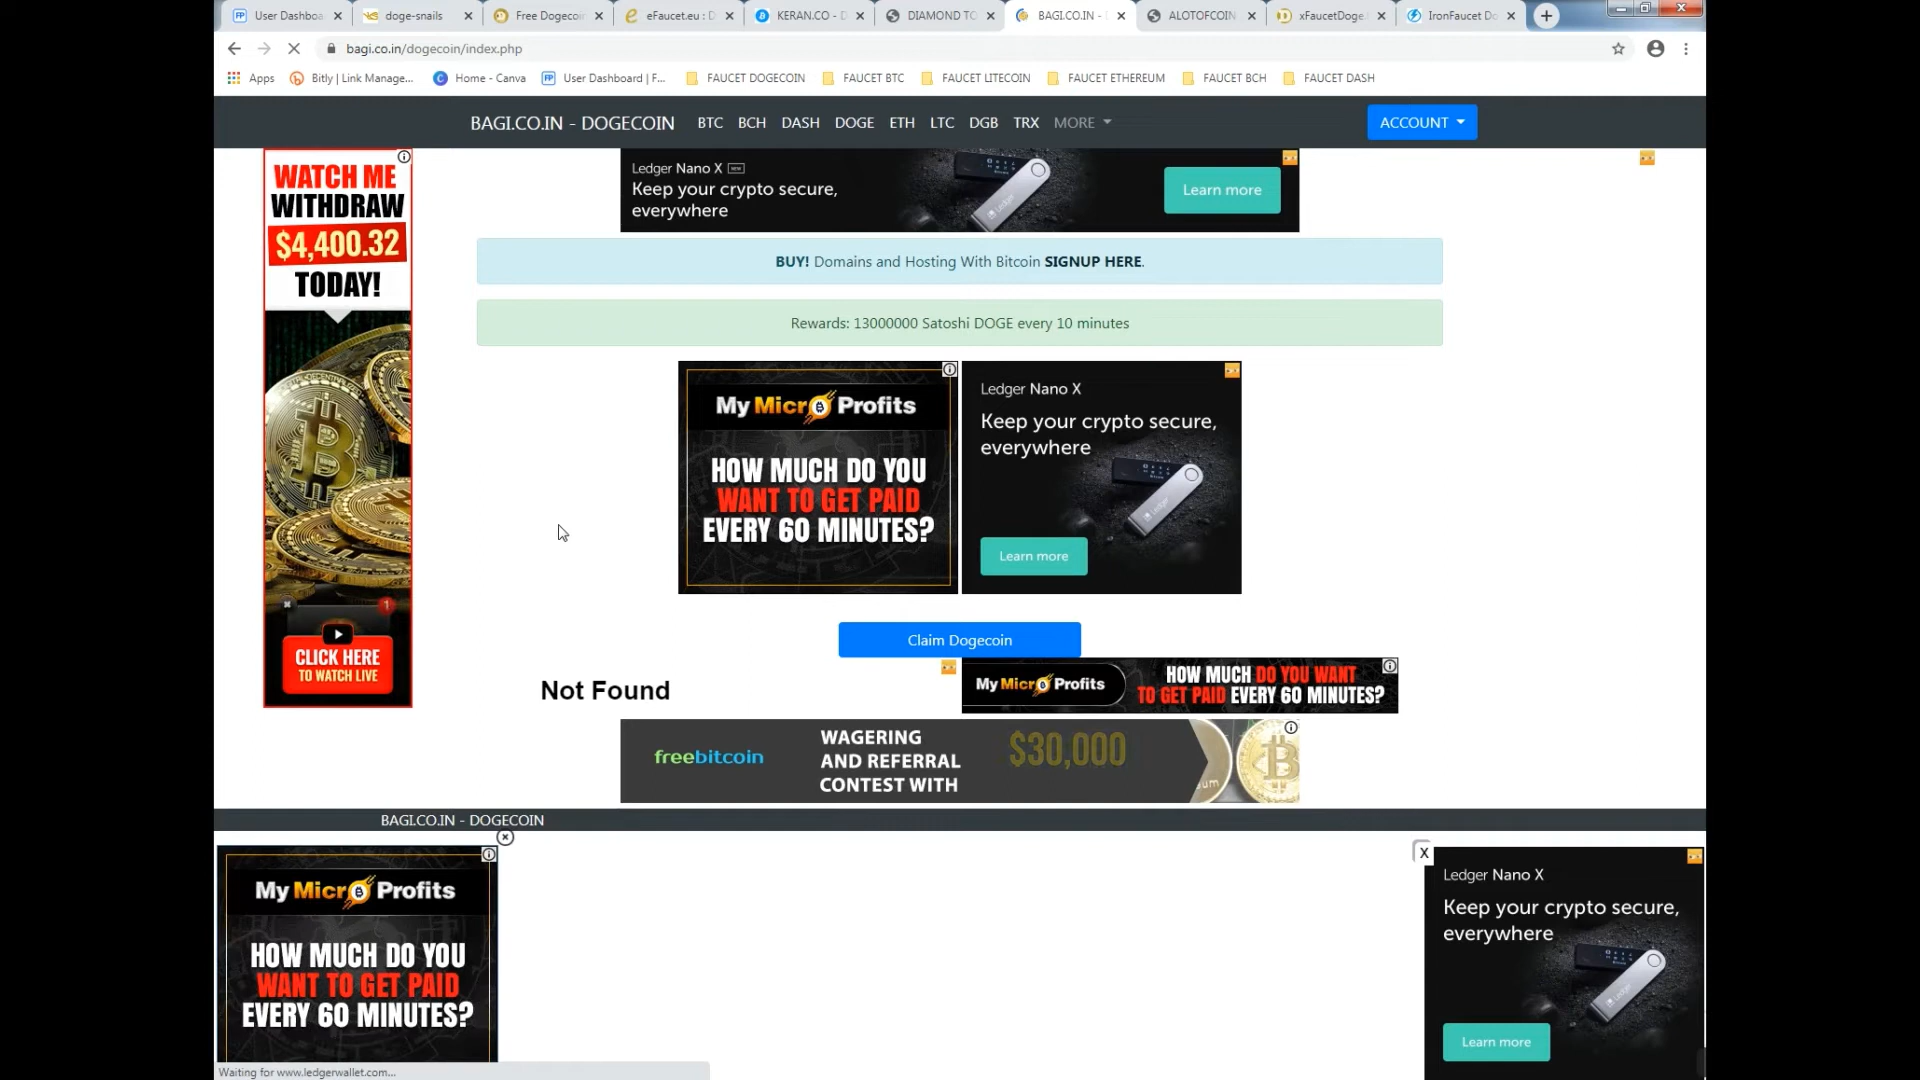 User Dashboa
doge-snails
Free Dogecoi
eFaucet.eu : D
KERAN.CO - D
DIAMOND TO
BAGI.CO.IN -
ALOTOFCOIN
xFaucetDoge.
IronFaucet Do
bagi.co.in/dogecoin/index.php
Apps
Bitly | Link Manage...
Home - Canva
User Dashboard | F...
FAUCET DOGECOIN
FAUCET BTC
FAUCET LITECOIN
FAUCET ETHEREUM
FAUCET BCH
FAUCET DASH
BAGI.CO.IN - DOGECOIN
BTC
BCH
DASH
DOGE
ETH
LTC
DGB
TRX
MORE
ACCOUNT
WATCH ME
WITHDRAW
$4,400.32
TODAY!
1
CLICK HERE
TO WATCH LIVE
Ledger Nano X NEW
Keep your crypto secure,
everywhere
Learn more
BUY! Domains and Hosting With Bitcoin SIGNUP HERE.
Rewards: 13000000 Satoshi DOGE every 10 minutes
My Micro Profits
HOW MUCH DO YOU
WANT TO GET PAID
EVERY 60 MINUTES?
Ledger Nano X
Keep your crypto secure,
everywhere
Ledger
Learn more
Claim Dogecoin
Not Found
My Micro Profits
HOW MUCH DO YOU WANT
TO GET PAID EVERY 60 MINUTES?
freebitcoin
WAGERING
AND REFERRAL
CONTEST WITH
$30,000
um
BAGI.CO.IN - DOGECOIN
My Micro Profits
HOW MUCH DO YOU
WANT TO GET PAID
EVERY 60 MINUTES?
X
Ledger Nano X
Keep your crypto secure,
everywhere
Ledger
Learn more
Waiting for www.ledgerwallet.com...